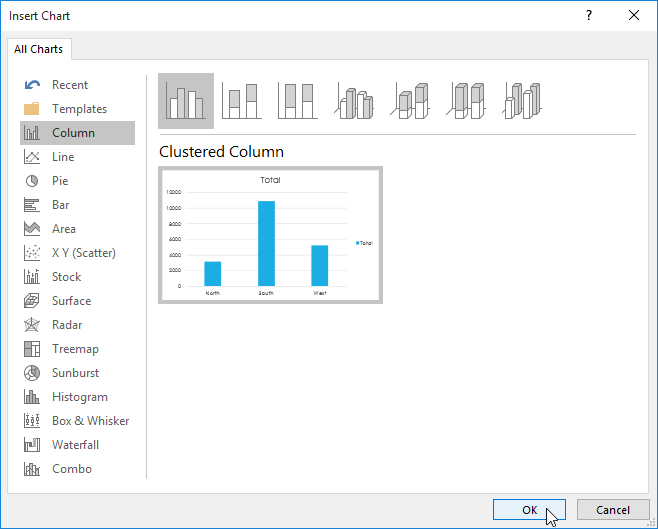 Insert Chart
?
All Charts
Recent
Templates
Column
Line
Pie
Bar
Area
X Y (Scatter)
Stock
Surface
Radar
Treemap
Sunburst
Histogram
Box & Whisker
Waterfall
Combo
Clustered Column
Total
12000
10000
8000
6000
4000
2000
0
North South West
Total
OK Cancel